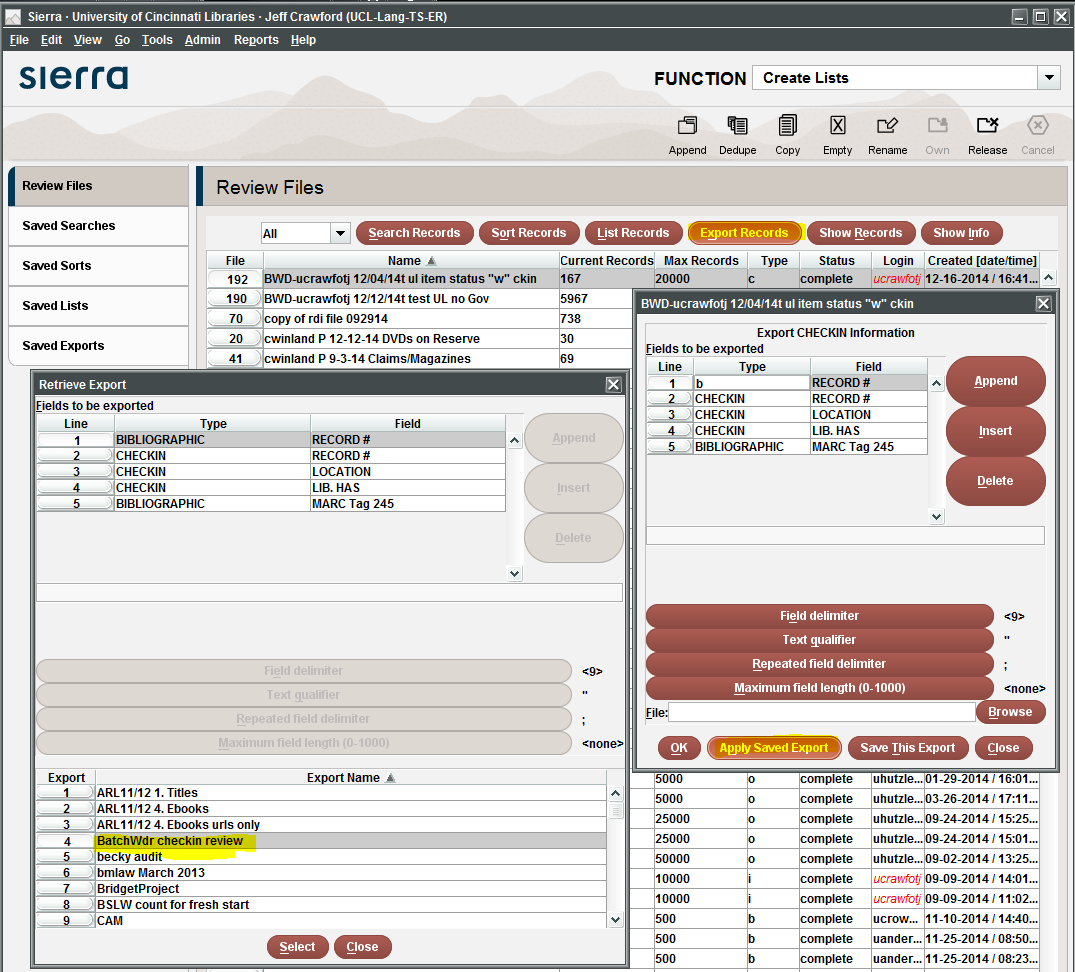 Sierra · University of Cincinnati Libraries · Jeff Crawford (UCL-Lang-TS-ER)
File Edit View Go Tools Admin Reports Help
sierra
FUNCTION Create Lists
Append Dedupe Copy Empty Rename Own Release Cancel
Review Files
Saved Searches
Saved Sorts
Saved Lists
Saved Exports
Review Files
All Search Records Sort Records List Records Export Records Show Records Show Info
File Name Current Records Max Records Type Status Login Created [date/time]
192 BWD-ucrawfotj 12/04/14t ul item status "w" ckin 167 20000 c complete ucrawfotj 12-16-2014 / 16:41...
190 BWD-ucrawfotj 12/12/14t test UL no Gov 5967
70 copy of rdi file 092914 738
20 cwinland P 12-12-14 DVDs on Reserve 30
41 cwinland P 9-3-14 Claims/Magazines 69
Retrieve Export
Fields to be exported
Line Type Field
1 BIBLIOGRAPHIC RECORD #
2 CHECKIN RECORD #
3 CHECKIN LOCATION
4 CHECKIN LIB. HAS
5 BIBLIOGRAPHIC MARC Tag 245
Append
Insert
Delete
Field delimiter <9>
Text qualifier "
Repeated field delimiter ;
Maximum field length (0-1000) <none>
Export Export Name
1 ARL11/12 1. Titles
2 ARL11/12 4. Ebooks
3 ARL11/12 4. Ebooks urls only
4 BatchWdr checkin review
5 becky audit
6 bmlaw March 2013
7 BridgetProject
8 BSLW count for fresh start
9 CAM
Select Close
BWD-ucrawfotj 12/04/14t ul item status "w" ckin
Export CHECKIN Information
Fields to be exported
Line Type Field
1 b RECORD #
2 CHECKIN RECORD #
3 CHECKIN LOCATION
4 CHECKIN LIB. HAS
5 BIBLIOGRAPHIC MARC Tag 245
Append
Insert
Delete
Field delimiter <9>
Text qualifier "
Repeated field delimiter ;
Maximum field length (0-1000) <none>
File: Browse
OK Apply Saved Export Save This Export Close
5000 o complete uhutzle... 01-29-2014 / 16:01...
5000 o complete uhutzle... 03-26-2014 / 17:11...
25000 o complete uhutzle... 09-24-2014 / 15:25...
25000 o complete uhutzle... 09-24-2014 / 15:01...
50000 o complete uhutzle... 09-02-2014 / 13:25...
10000 i complete ucrawfotj 09-09-2014 / 14:01...
10000 i complete ucrawfotj 09-09-2014 / 11:02...
500 b complete ucrow... 11-10-2014 / 14:40...
500 b complete uander... 11-25-2014 / 08:50...
500 b complete uander... 11-25-2014 / 08:23...